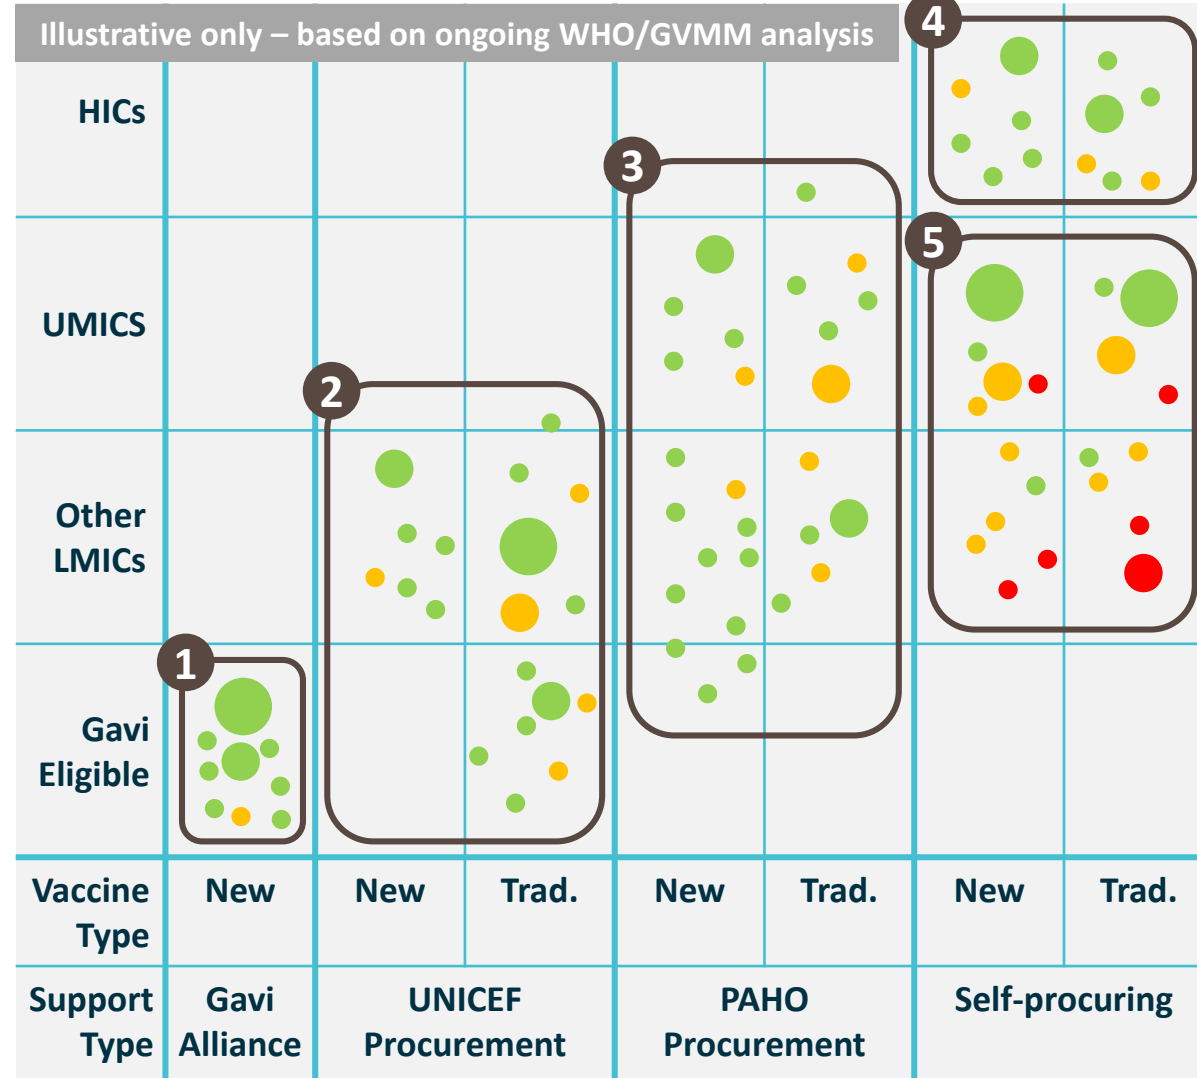 Illustrative only – based on ongoing WHO/GVMM analysis
4
HICs
3
5
UMICS
2
Other
LMICs
1
Gavi
Eligible
Vaccine
Type
New
New
Trad.
New
Trad.
New
Trad.
Support
Type
Gavi
Alliance
UNICEF
Procurement
PAHO
Procurement
Self-procuring